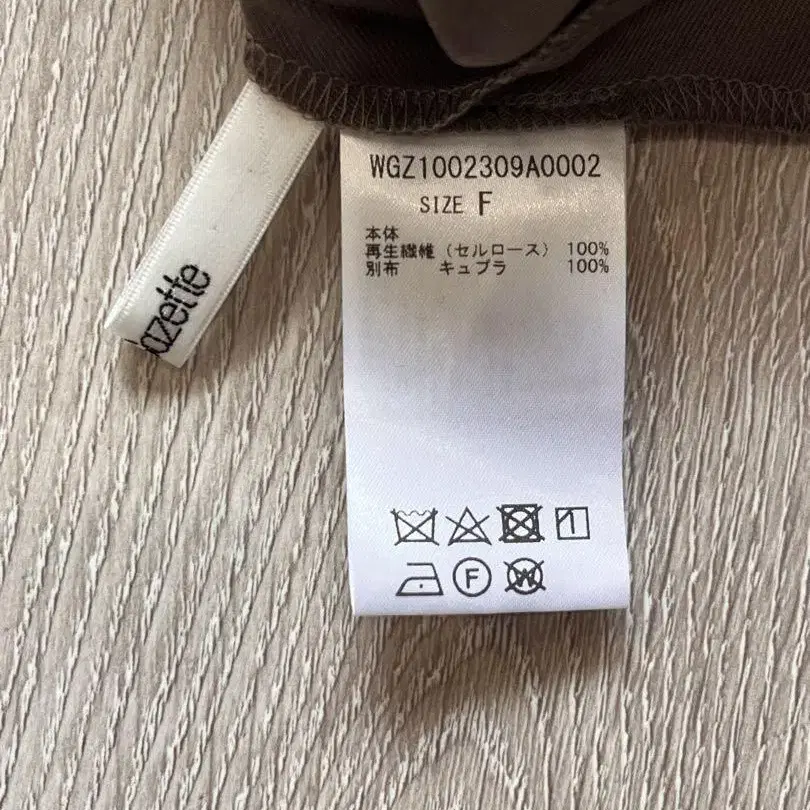 WGZ1002309A0002
SIZE F
本体
再生繊維(セルロース) 100%
別布 キュプラ 100%
F
W